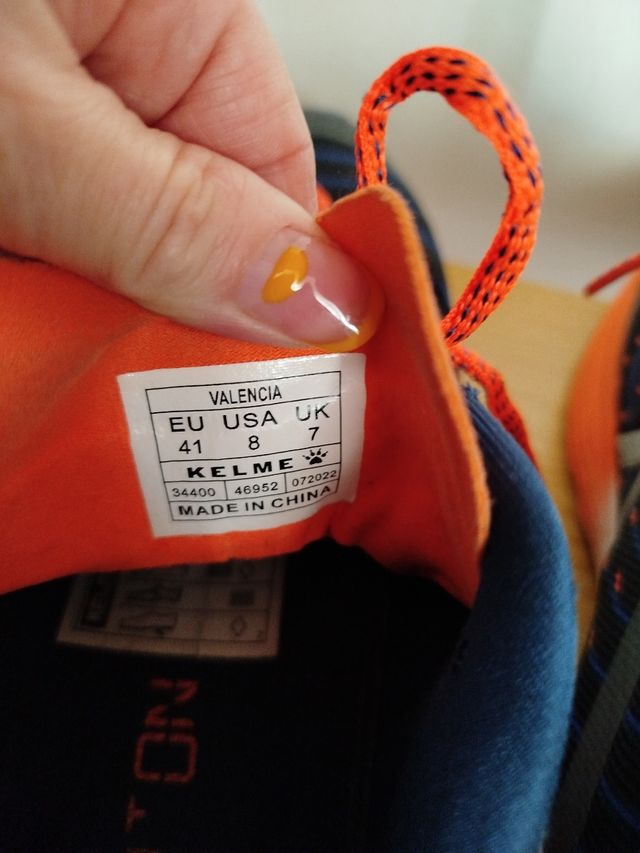 VALENCIA
EU USA UK
41 8 7
KELME
34400 46952 072022
MADE IN CHINA